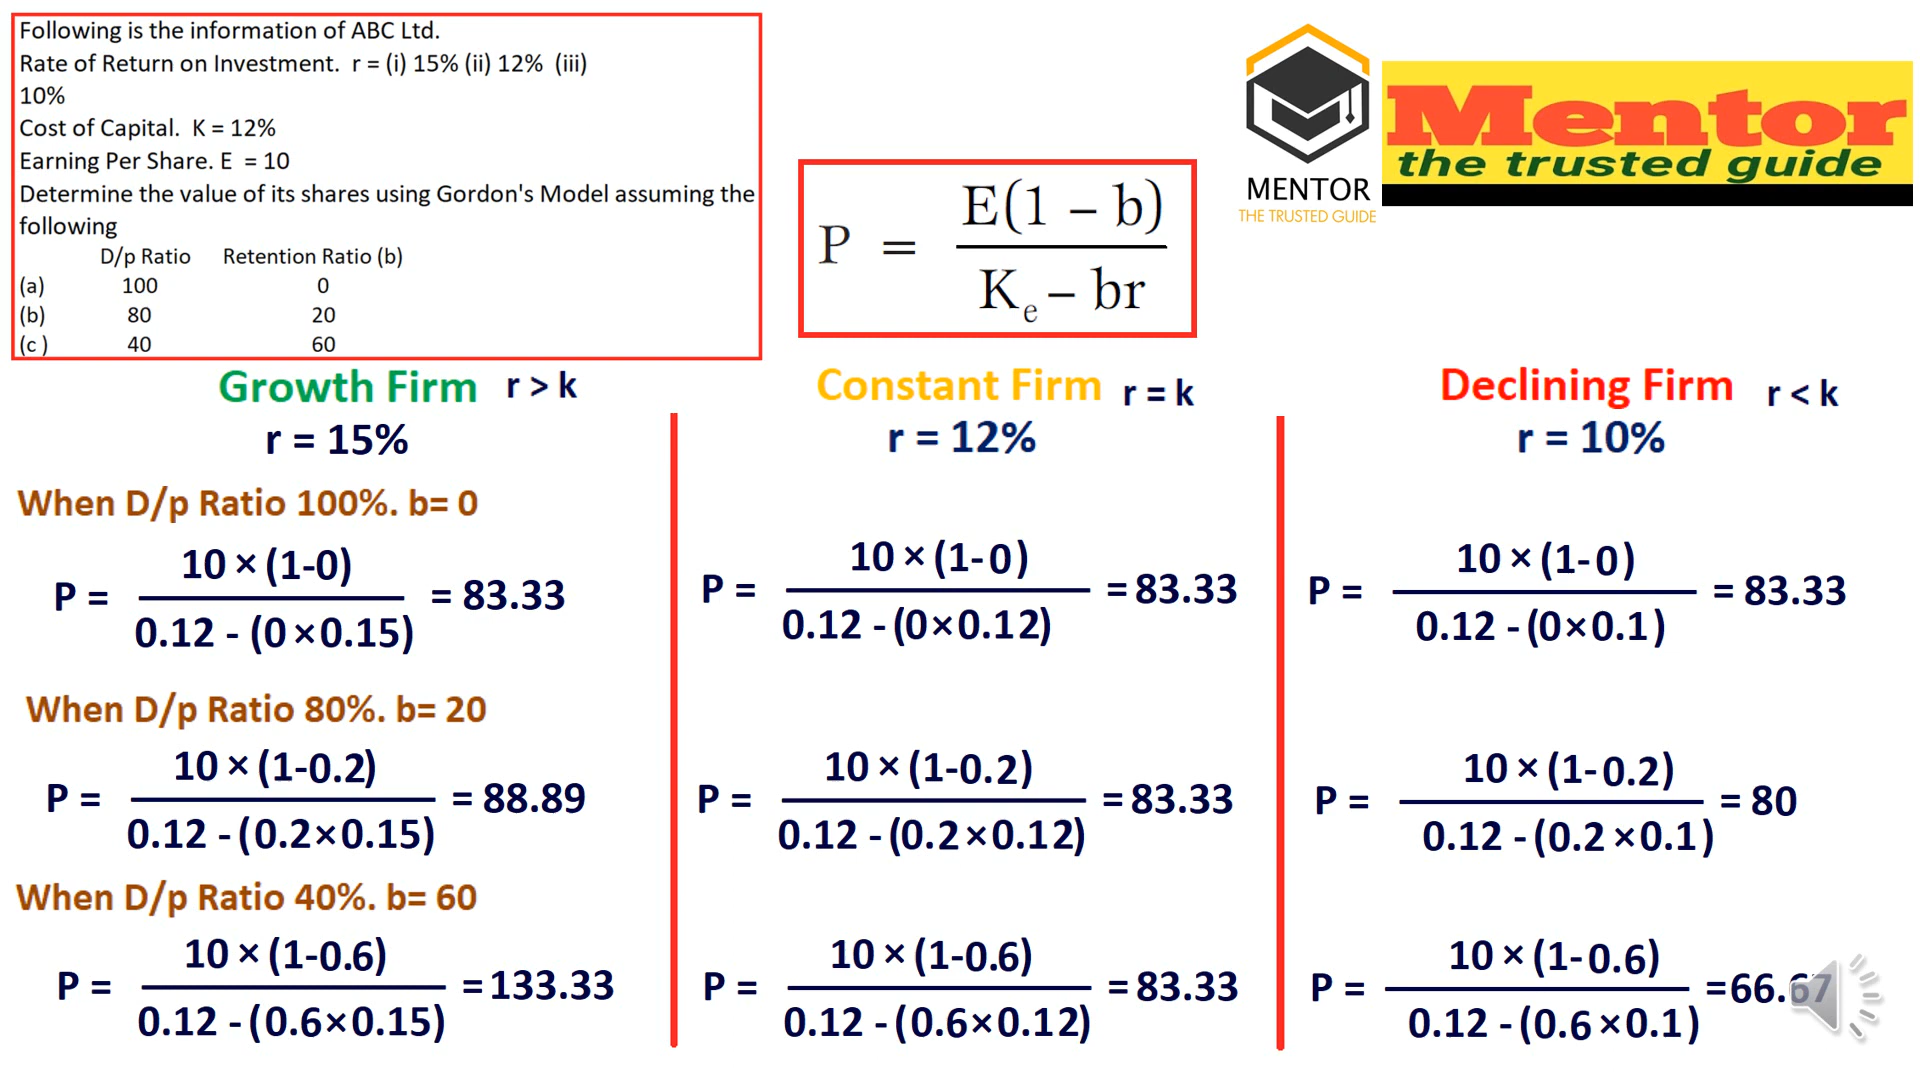 Following is the information of ABC Ltd.
Rate of Return on Investment. r = (i) 15% (ii) 12% (iii)
10%
Cost of Capital. K = 12%
Earning Per Share. E = 10
Determine the value of its shares using Gordon's Model assuming the
following
D/p Ratio Retention Ratio (b)
(a) 100 0
(b) 80 20
(c ) 40 60
P = E(1 – b)
Ke – br
MENTOR
THE TRUSTED GUIDE
Mentor
the trusted guide
Growth Firm r > k
r = 15%
When D/p Ratio 100%. b= 0
P = 10 × (1-0)
0.12 - (0 × 0.15) = 83.33
When D/p Ratio 80%. b= 20
P = 10 × (1-0.2)
0.12 - (0.2×0.15) = 88.89
When D/p Ratio 40%. b= 60
P = 10 × (1-0.6)
0.12 - (0.6×0.15) = 133.33
Constant Firm r = k
r = 12%
P = 10 × (1- 0)
0.12 - (0×0.12) = 83.33
P = 10 × (1-0.2)
0.12 - (0.2×0.12) = 83.33
P = 10 × (1-0.6)
0.12 - (0.6×0.12) = 83.33
Declining Firm r < k
r = 10%
P = 10 × (1- 0)
0.12 - (0×0.1) = 83.33
P = 10 × (1- 0.2)
0.12 - (0.2 ×0.1) = 80
P = 10 × (1- 0.6)
0.12 - (0.6 ×0.1) = 66.67